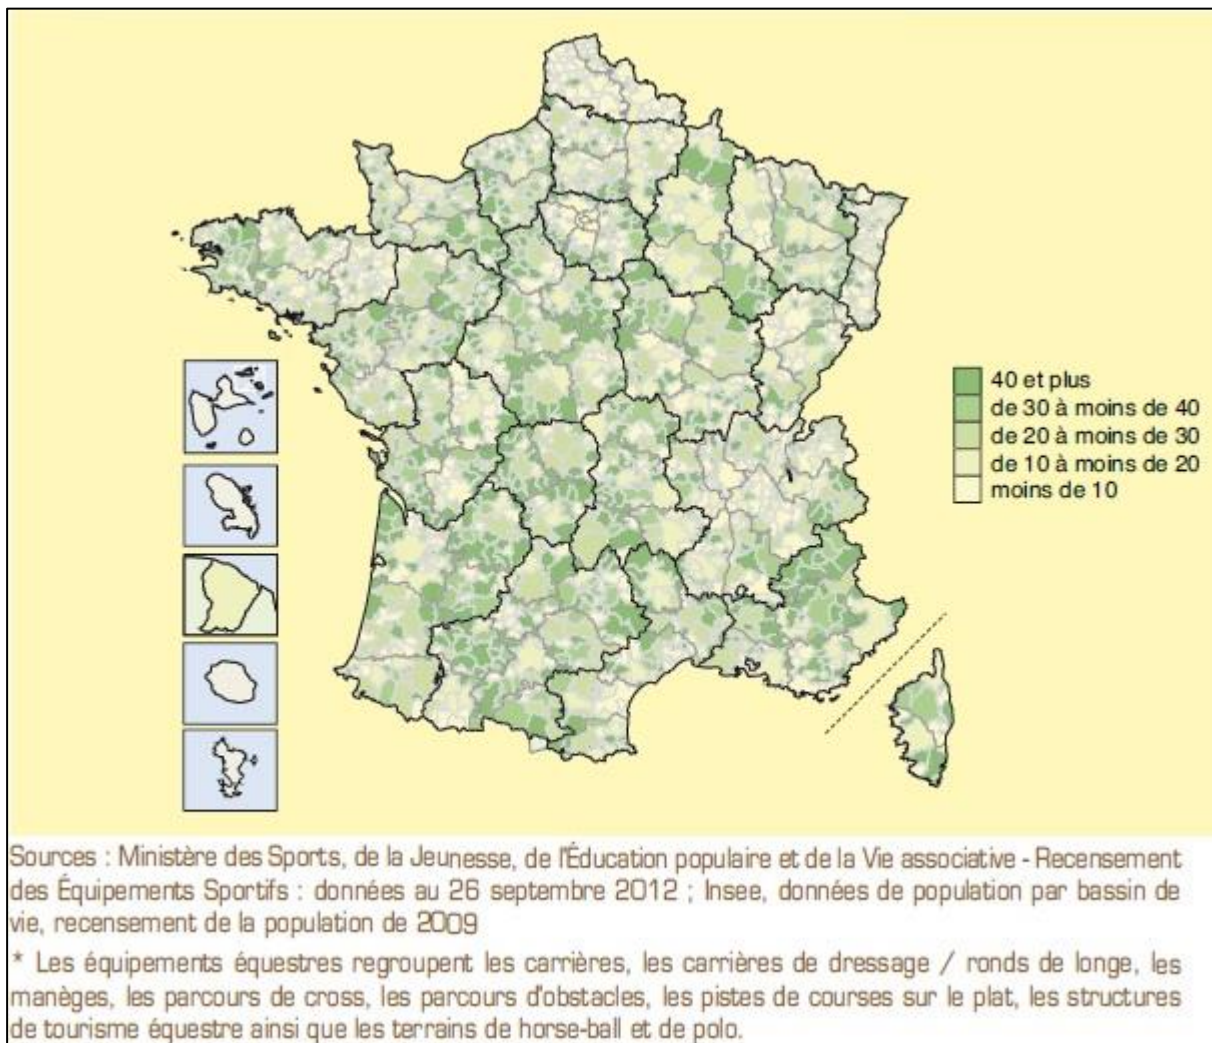 40 et plus
de 30 à moins de 40
de 20 à moins de 30
de 10 à moins de 20
moins de 10
Sources : Ministère des Sports, de la Jeunesse, de l'Éducation populaire et de la Vie associative - Recensement
des Équipements Sportifs : données au 26 septembre 2012 ; Insee, données de population par bassin de
vie, recensement de la population de 2009
* Les équipements équestres regroupent les carrières, les carrières de dressage / ronds de longe, les
manèges, les parcours de cross, les parcours d'obstacles, les pistes de courses sur le plat, les structures
de tourisme équestre ainsi que les terrains de horse-ball et de polo.